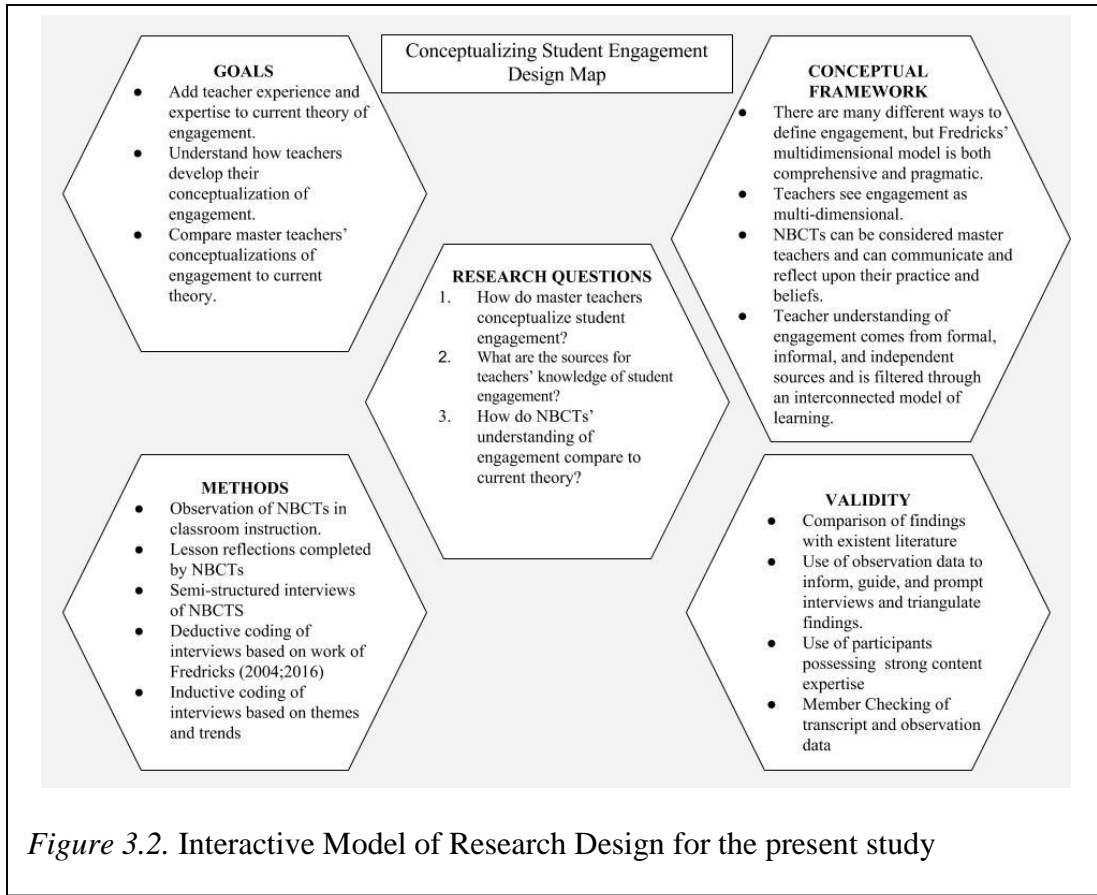 Conceptualizing Student Engagement
Design Map
GOALS
● Add teacher experience and
expertise to current theory of
engagement.
● Understand how teachers
develop their
conceptualization of
engagement.
● Compare master teachers’
conceptualizations of
engagement to current
theory.
CONCEPTUAL
FRAMEWORK
● There are many different ways to
define engagement, but Fredricks’
multidimensional model is both
comprehensive and pragmatic.
● Teachers see engagement as
multi-dimensional.
● NBCTs can be considered master
teachers and can communicate and
reflect upon their practice and
beliefs.
● Teacher understanding of
engagement comes from formal,
informal, and independent
sources and is filtered through
an interconnected model of
learning.
RESEARCH QUESTIONS
1. How do master teachers
conceptualize student
engagement?
2. What are the sources for
teachers’ knowledge of student
engagement?
3. How do NBCTs’
understanding of
engagement compare to
current theory?
METHODS
● Observation of NBCTs in
classroom instruction.
● Lesson reflections completed
by NBCTs
● Semi-structured interviews
of NBCTS
● Deductive coding of
interviews based on work of
Fredricks (2004;2016)
● Inductive coding of
interviews based on themes
and trends
VALIDITY
● Comparison of findings
with existent literature
● Use of observation data to
inform, guide, and prompt
interviews and triangulate
findings.
● Use of participants
possessing strong content
expertise
● Member Checking of
transcript and observation
data
Figure 3.2. Interactive Model of Research Design for the present study